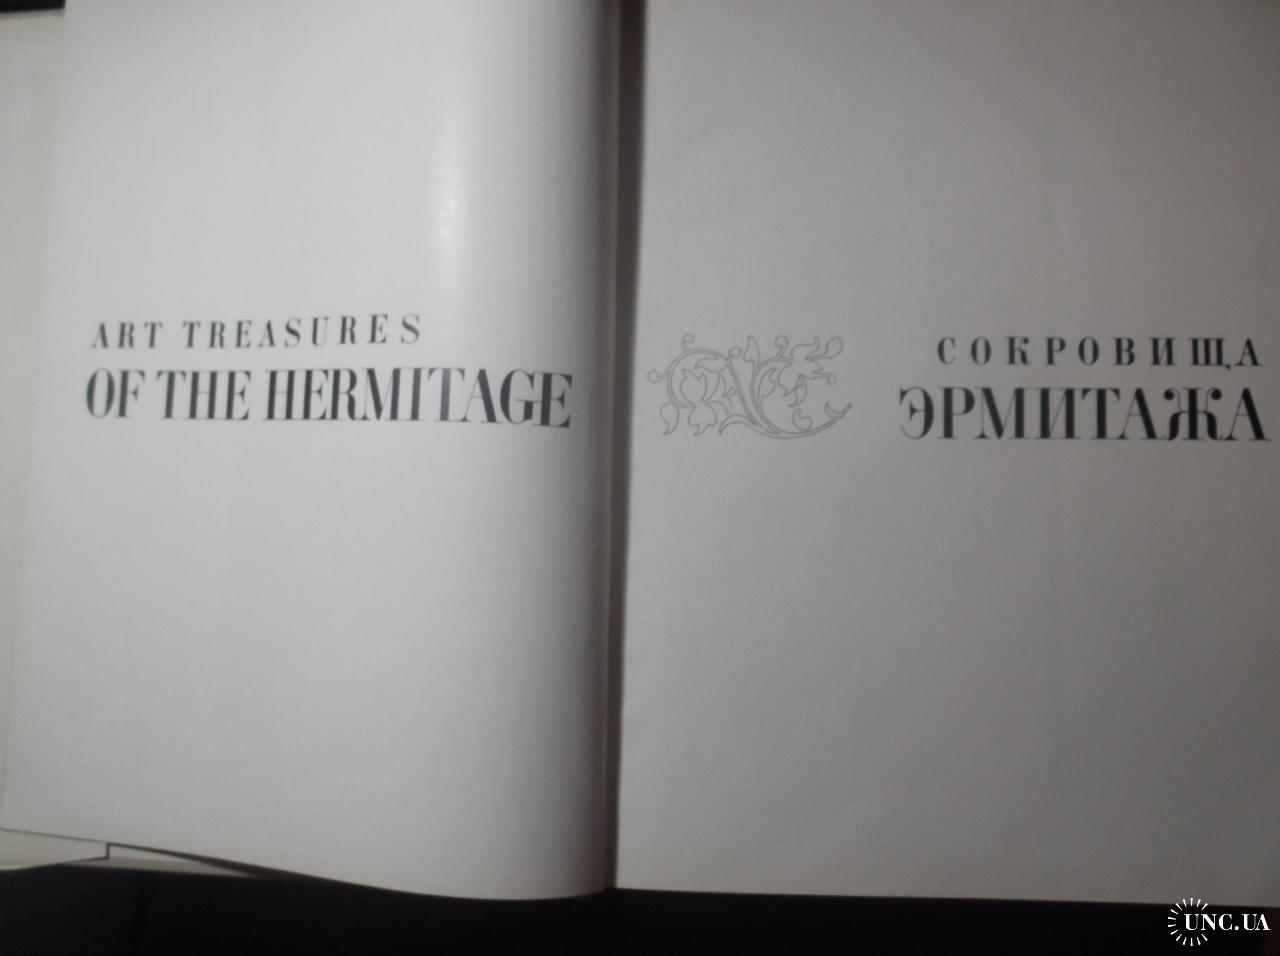 ART TREASURES
OF THE HERMITAGE
СОКРОВИЩА
ЭРМИТАЖА
UNC.UA